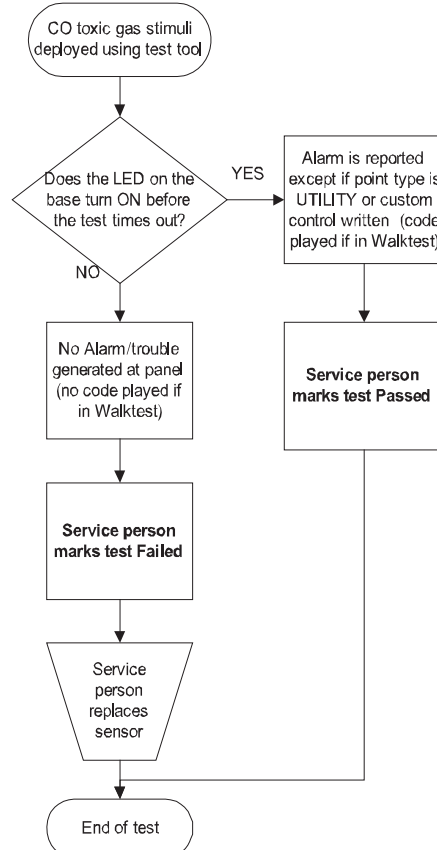 CO toxic gas stimuli
deployed using test tool
Does the LED on the
base turn ON before
the test times out?
YES
Alarm is reported
except if point type is
UTILITY or custom
control written (code
played if in Walktest)
NO
No Alarm/trouble
generated at panel
(no code played if
in Walktest)
Service person
marks test Passed
Service person
marks test Failed
Service
person
replaces
sensor
End of test